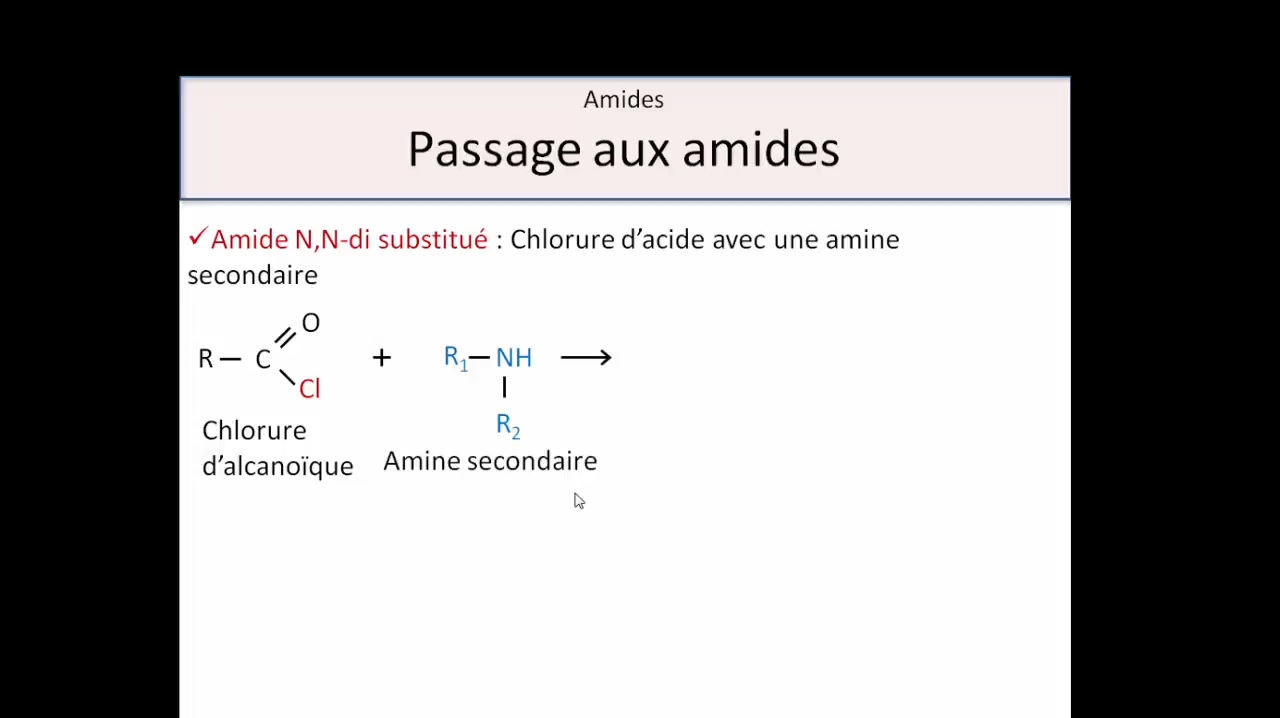 Amides
Passage aux amides
✓Amide N,N-di substitué : Chlorure d’acide avec une amine
secondaire
O
R — C + R₁ — NH ⟶
Cl
R₂
Chlorure
d’alcanoïque
Amine secondaire